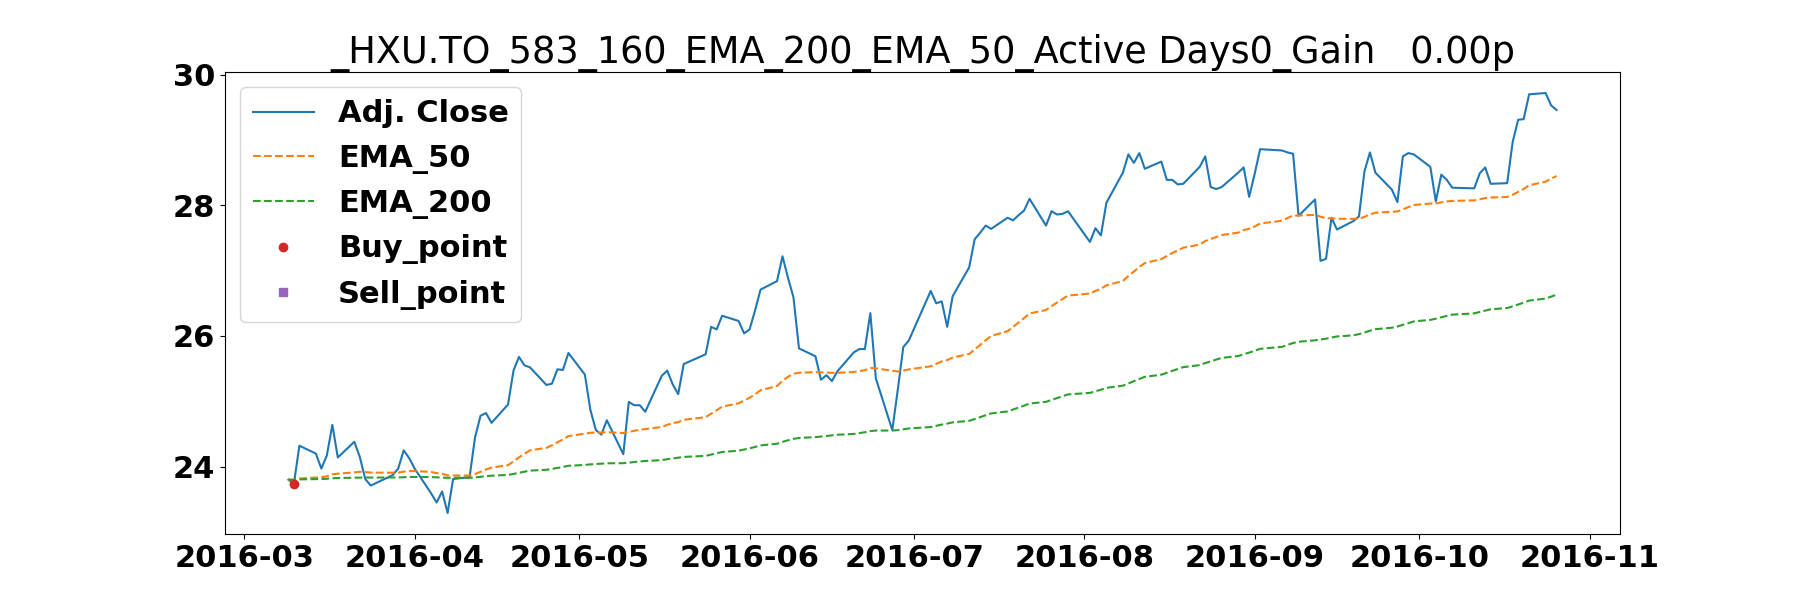 _HXU.TO_583_160_EMA_200_EMA_50_Active Days0_Gain   0.00p
30
28
26
24
Adj. Close
EMA_50
EMA_200
Buy_point
Sell_point
2016-03 2016-04 2016-05 2016-06 2016-07 2016-08 2016-09 2016-10 2016-11